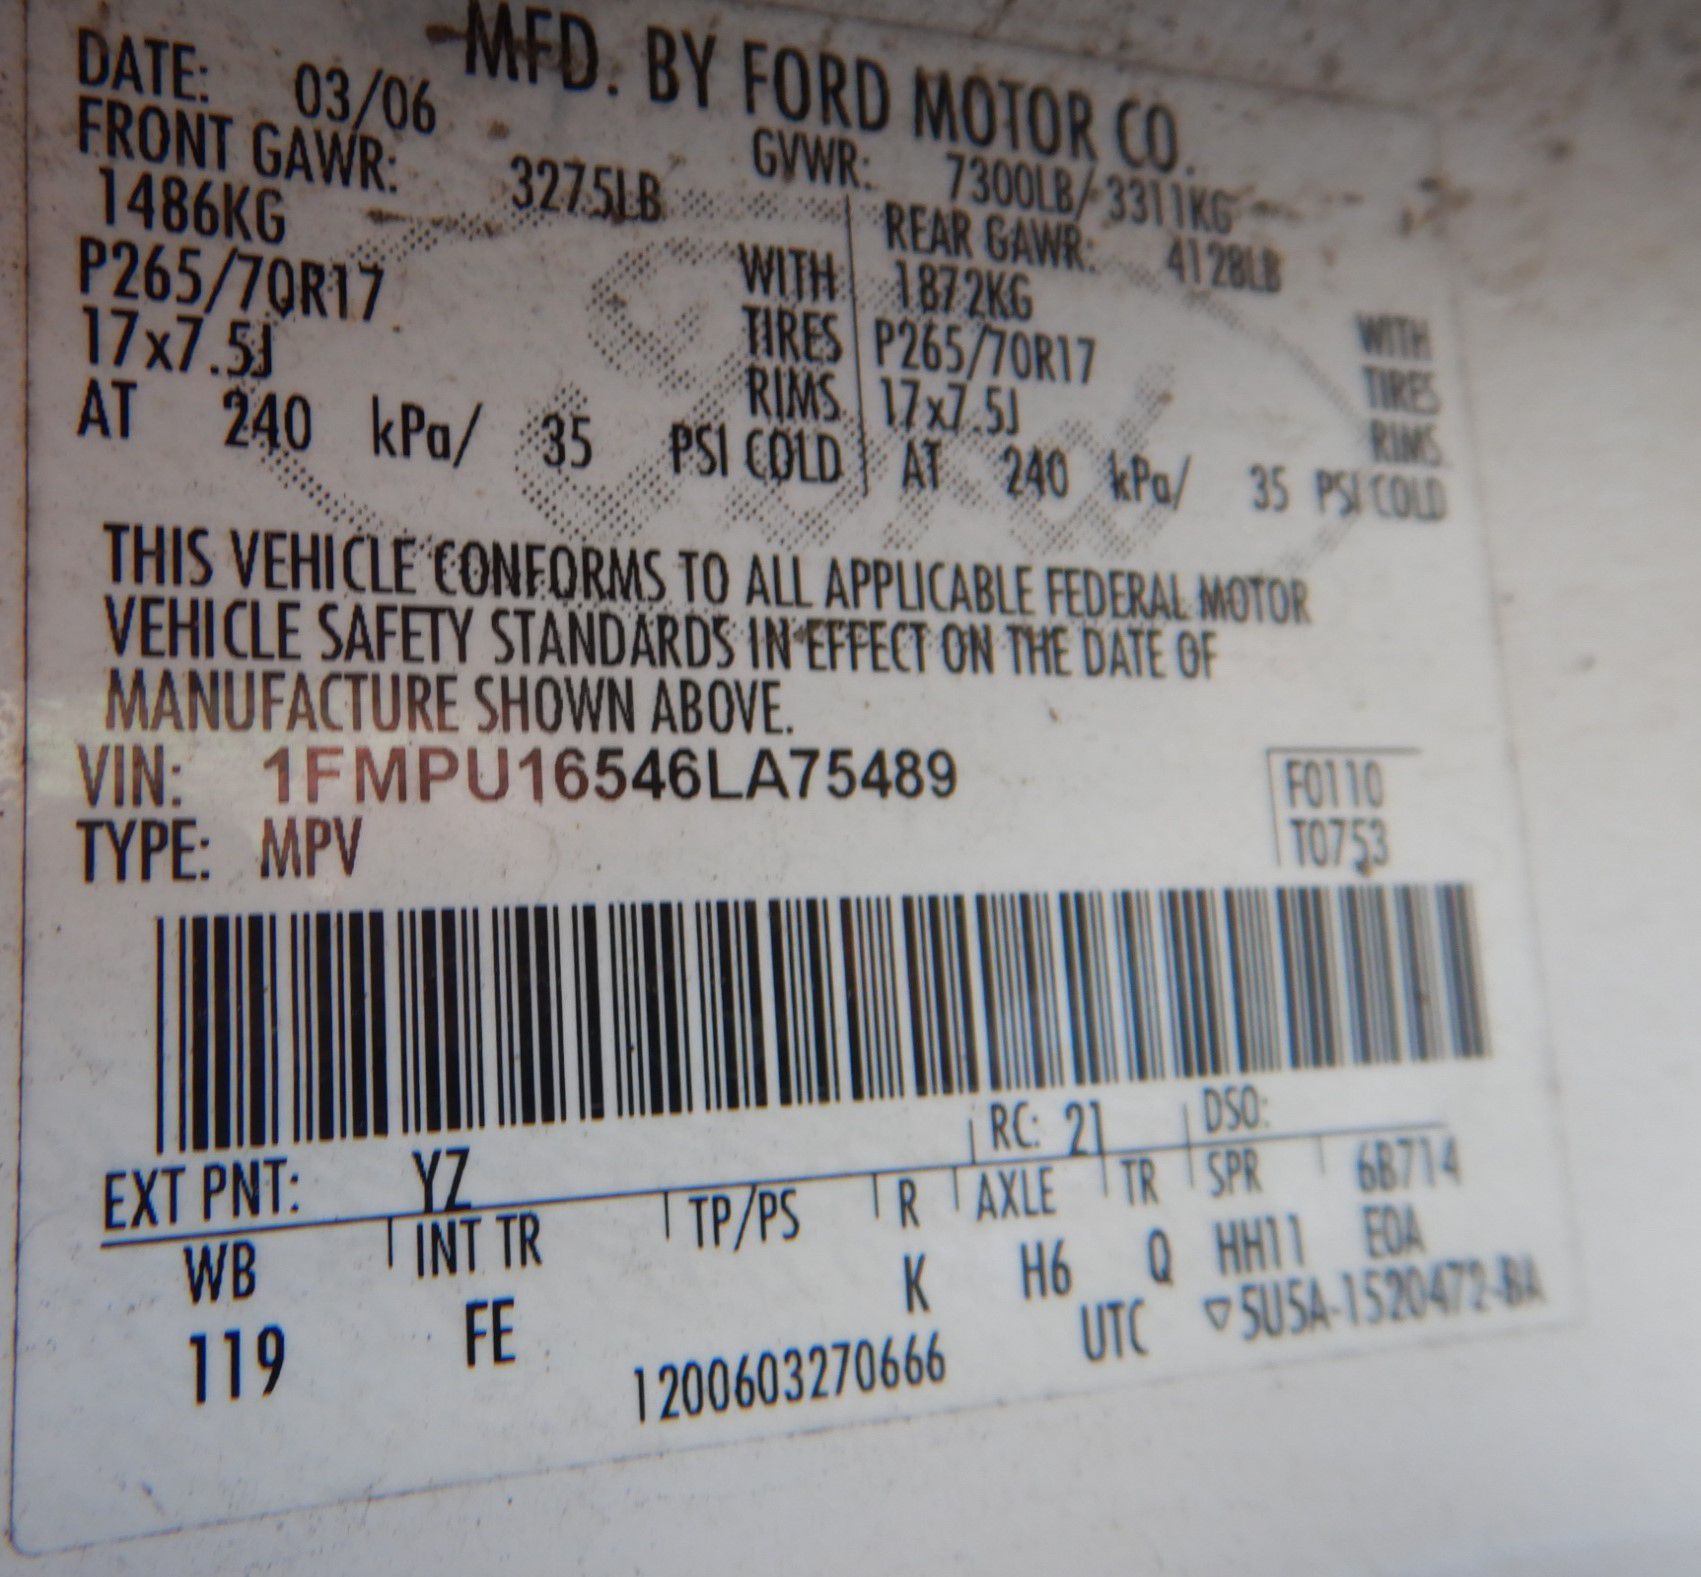 MFD. BY FORD MOTOR CO.
DATE: 03/06 GVWR: 7300LB/ 3311KG
FRONT GAWR: 3275LB REAR GAWR: 4128LB
1486KG WITH 1872KG WITH
P265/70R17 TIRES P265/70R17 TIRES
17x7.5J RIMS 17x7.5J RIMS
AT 240 kPa/ 35 PSI COLD AT 240 kPa/ 35 PSI COLD
THIS VEHICLE CONFORMS TO ALL APPLICABLE FEDERAL MOTOR
VEHICLE SAFETY STANDARDS IN EFFECT ON THE DATE OF
MANUFACTURE SHOWN ABOVE.
VIN: 1FMPU16546LA75489 F0110
TYPE: MPV T0753
EXT PNT: YZ RC: 21 DSO:
WB INT TR TP/PS R AXLE TR SPR 6B714
119 FE K H6 Q HH11 EOA
1200603270666 UTC ▽5U5A-1520472-BA